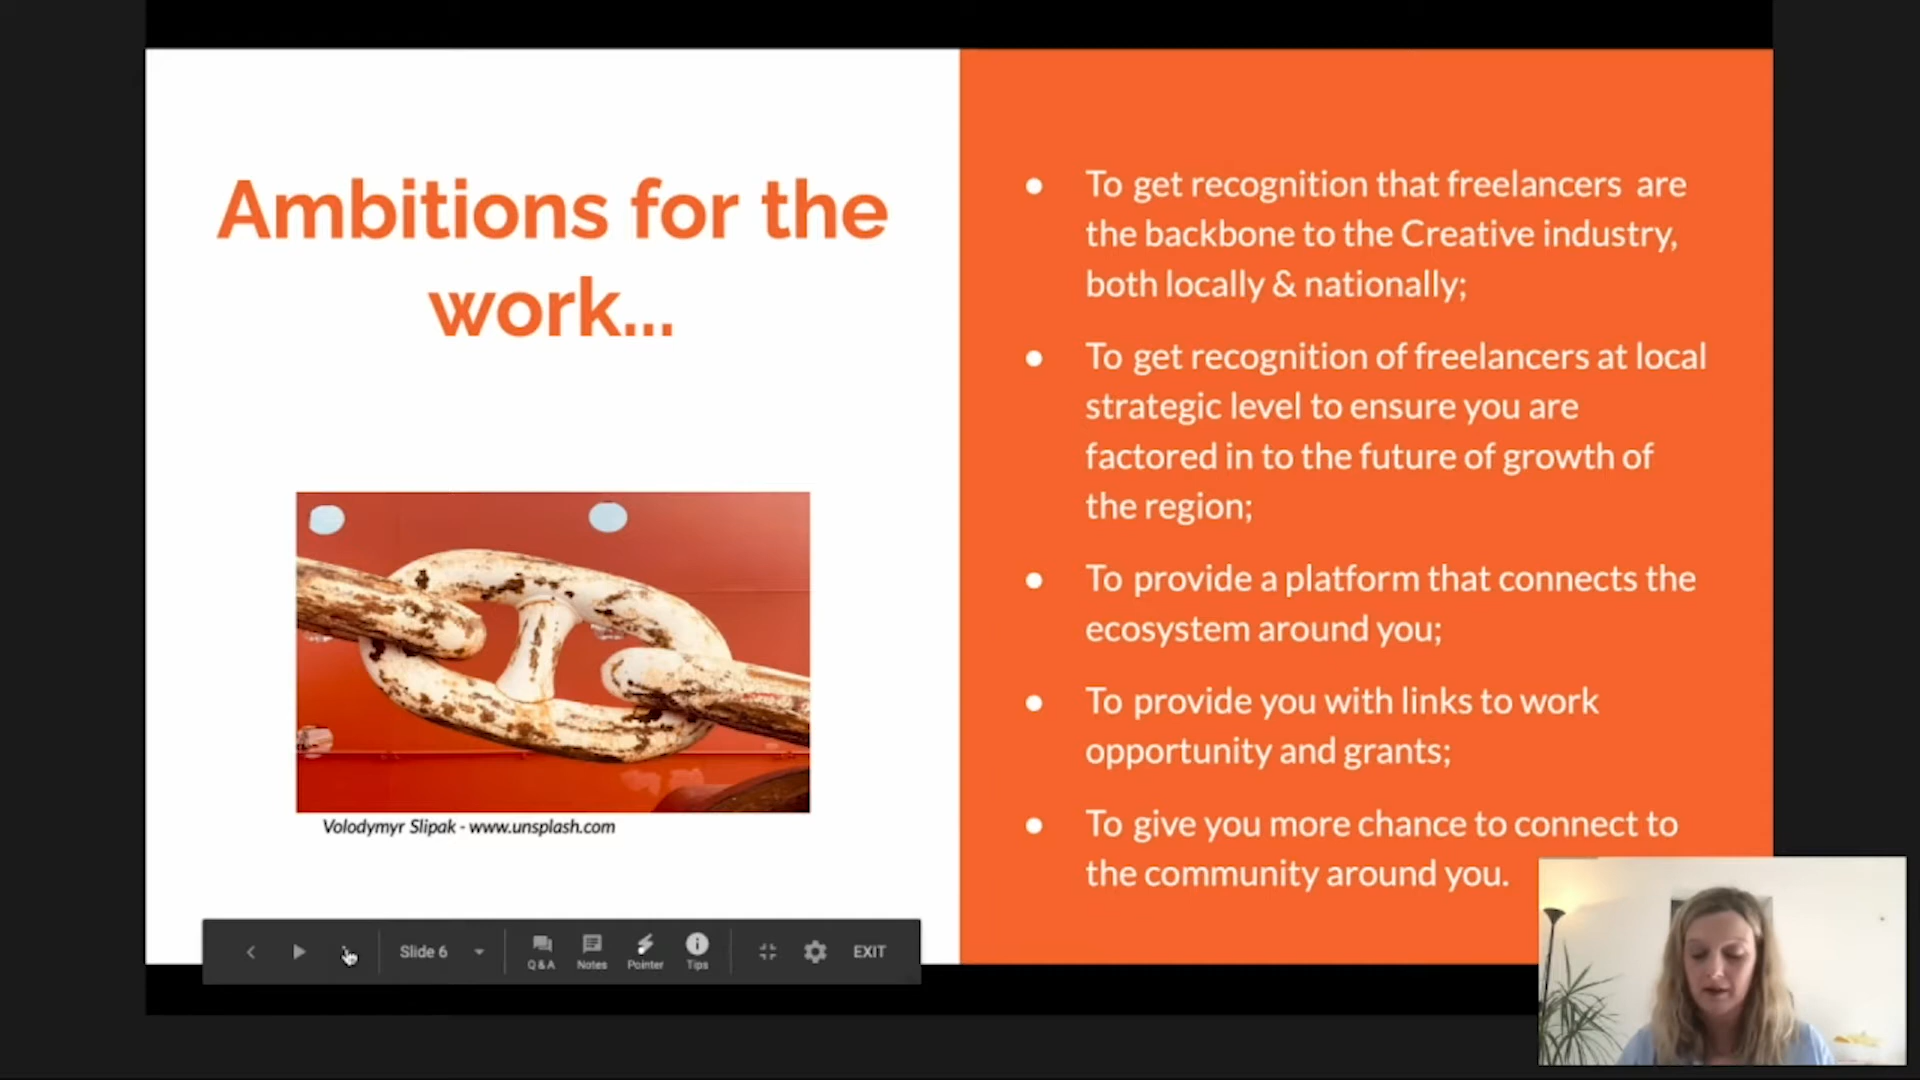 Ambitions for the
work...
Volodymyr Slipak - www.unsplash.com
To get recognition that freelancers are
the backbone to the Creative industry,
both locally & nationally;
To get recognition of freelancers at local
strategic level to ensure you are
factored in to the future of growth of
the region;
To provide a platform that connects the
ecosystem around you;
To provide you with links to work
opportunity and grants;
To give you more chance to connect to
the community around you.
Slide 6
Q&A
Notes
Pointer
Tips
EXIT